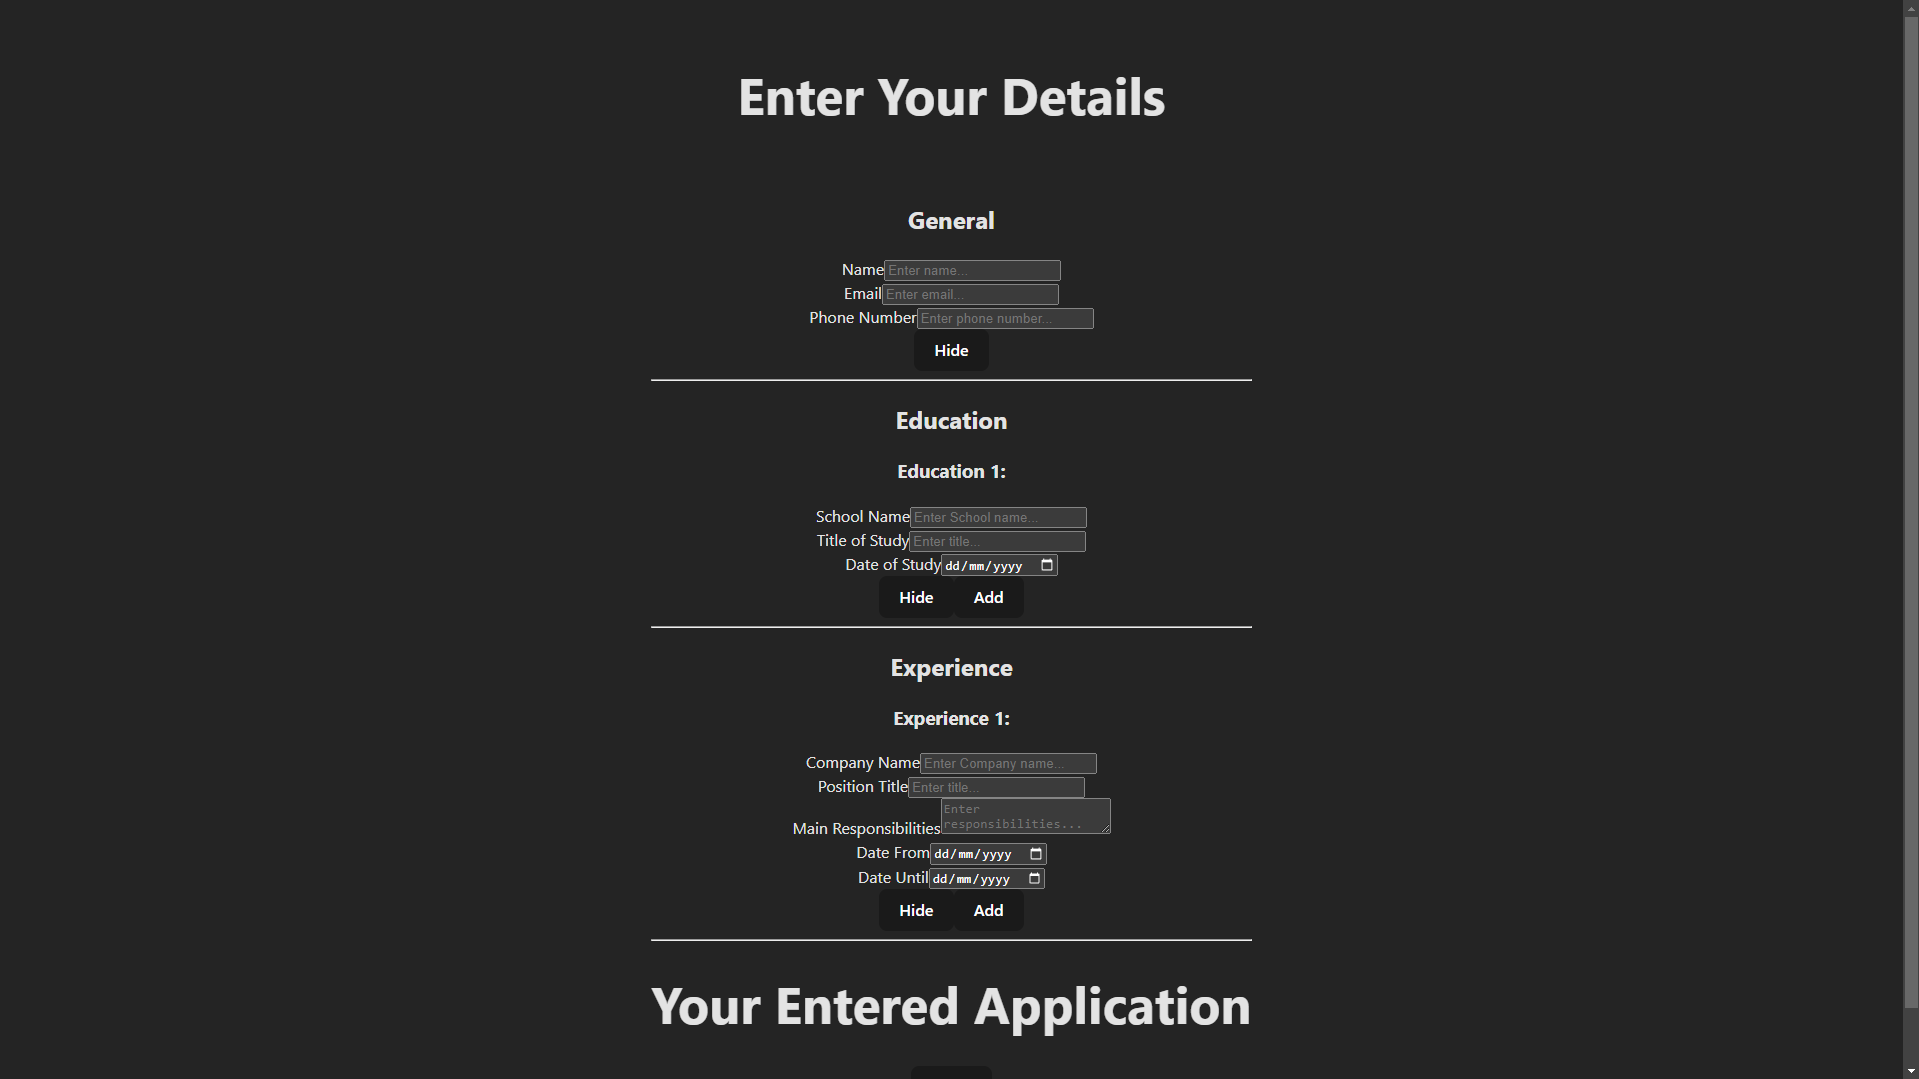 Enter Your Details
General
Name Enter name...
Email Enter email...
Phone Number Enter phone number...
Hide
Education
Education 1:
School Name Enter School name...
Title of Study Enter title...
Date of Study dd/mm/yyyy
Hide Add
Experience
Experience 1:
Company Name Enter Company name...
Position Title Enter title...
Main Responsibilities Enter
responsibilities...
Date From dd/mm/yyyy
Date Until dd/mm/yyyy
Hide Add
Your Entered Application